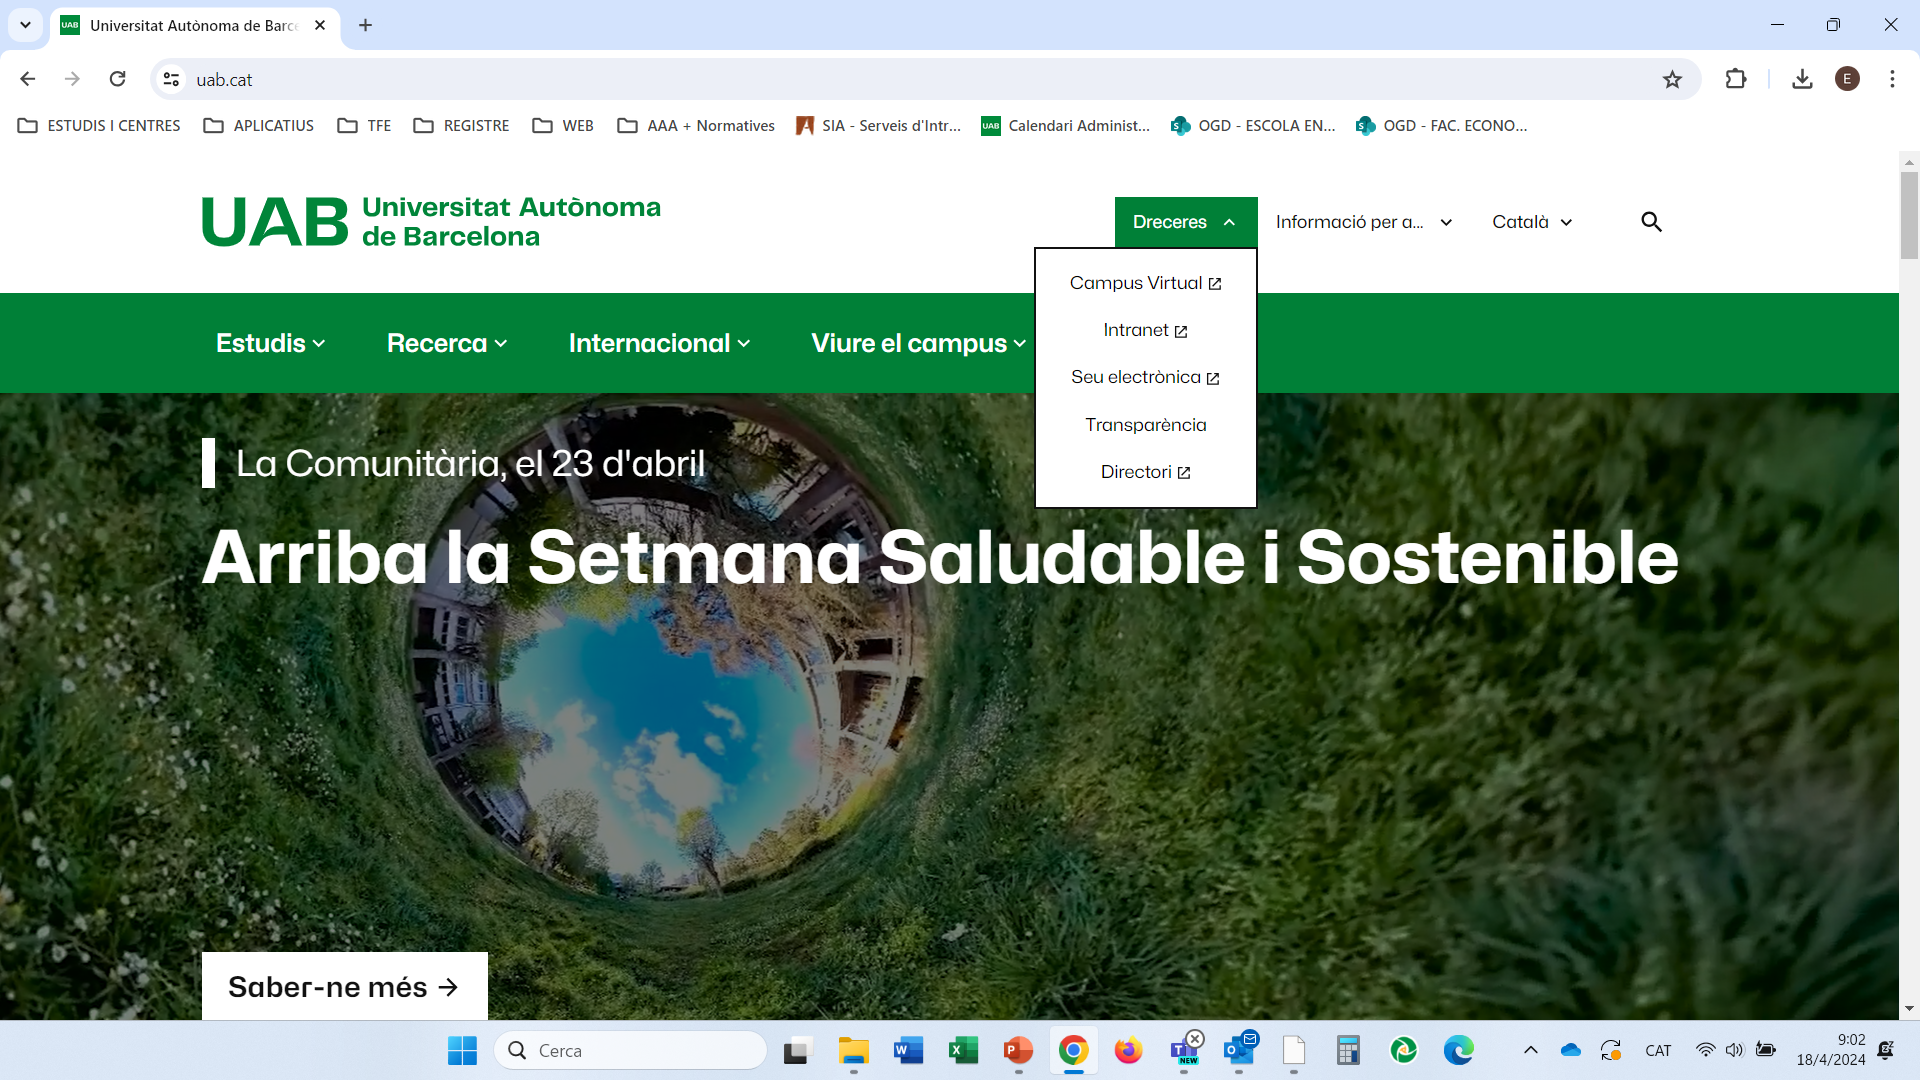 Universitat Autònoma de Barce
uab.cat
E
ESTUDIS I CENTRES
APLICATIUS
TFE
REGISTRE
WEB
AAA + Normatives
SIA - Serveis d'Intr...
UAB
Calendari Administ...
OGD - ESCOLA EN...
OGD - FAC. ECONO...
UAB
Universitat Autònoma
de Barcelona
Dreceres
Informació per a...
Català
Campus Virtual
Intranet
Seu electrònica
Transparència
Directori
Estudis
Recerca
Internacional
Viure el campus
La Comunitària, el 23 d'abril
Arriba la Setmana Saludable i Sostenible
Saber-ne més
Cerca
NEW
CAT
9:02
18/4/2024